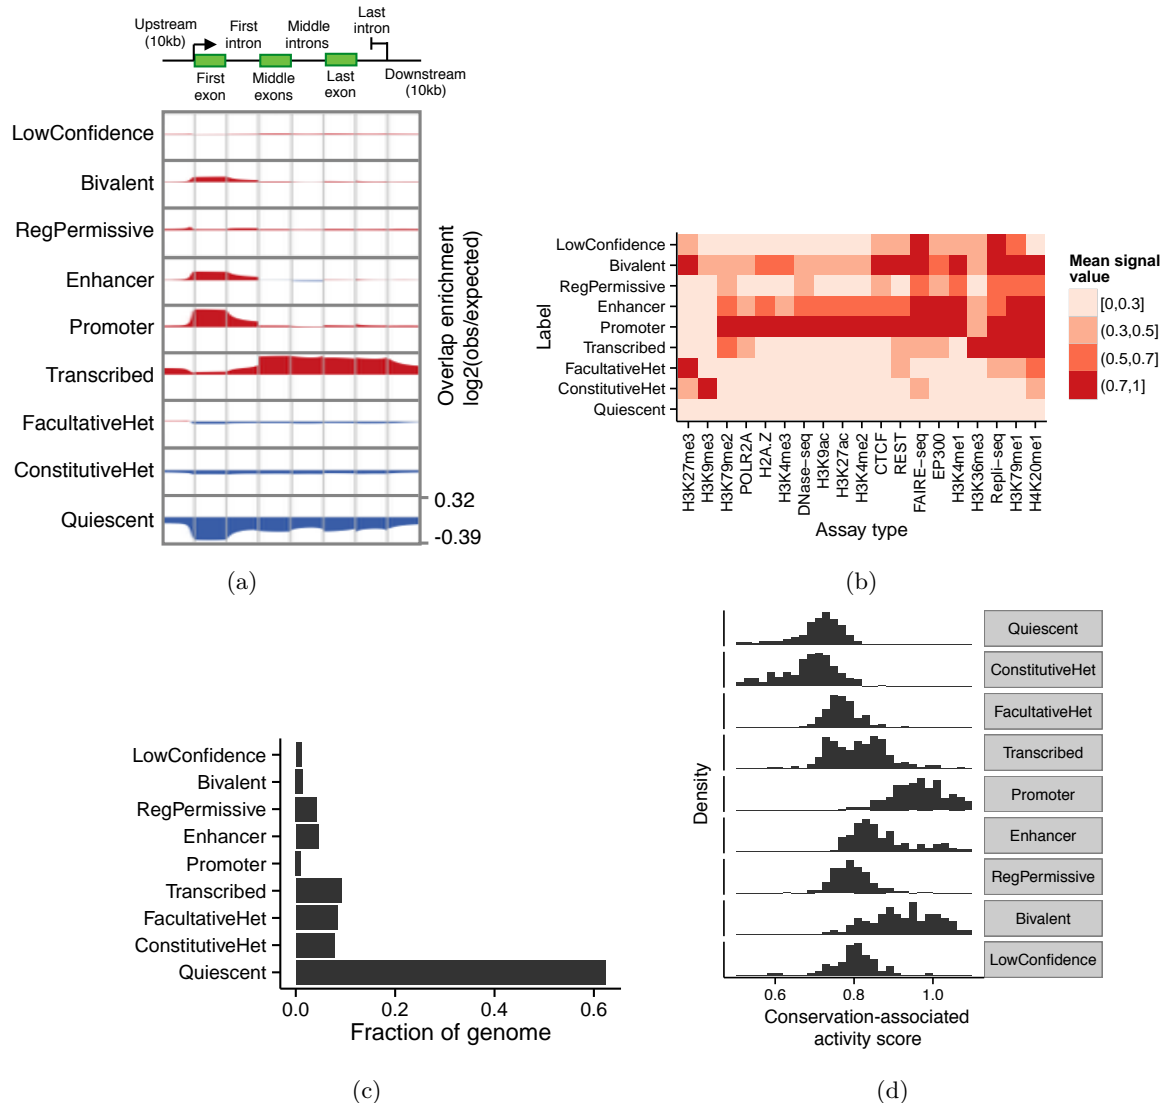 Upstream
(10kb)
First
intron
Middle
introns
Last
intron
First
exon
Middle
exons
Last
exon
Downstream
(10kb)
LowConfidence
Bivalent
RegPermissive
Enhancer
Promoter
Transcribed
FacultativeHet
ConstitutiveHet
Quiescent
0.32
-0.39
Overlap enrichment
log2(obs/expected)
(a)
Label
LowConfidence
Bivalent
RegPermissive
Enhancer
Promoter
Transcribed
FacultativeHet
ConstitutiveHet
Quiescent
H3K27me3
H3K9me3
H3K79me2
POLR2A
H2A.Z
H3K4me3
DNase−seq
H3K9ac
H3K27ac
H3K4me2
CTCF
REST
FAIRE−seq
EP300
H3K4me1
H3K36me3
Repli−seq
H3K79me1
H4K20me1
Assay type
Mean signal
value
[0,0.3]
(0.3,0.5]
(0.5,0.7]
(0.7,1]
(b)
LowConfidence
Bivalent
RegPermissive
Enhancer
Promoter
Transcribed
FacultativeHet
ConstitutiveHet
Quiescent
0.0
0.2
0.4
0.6
Fraction of genome
(c)
Density
Quiescent
ConstitutiveHet
FacultativeHet
Transcribed
Promoter
Enhancer
RegPermissive
Bivalent
LowConfidence
0.6
0.8
1.0
Conservation-associated
activity score
(d)